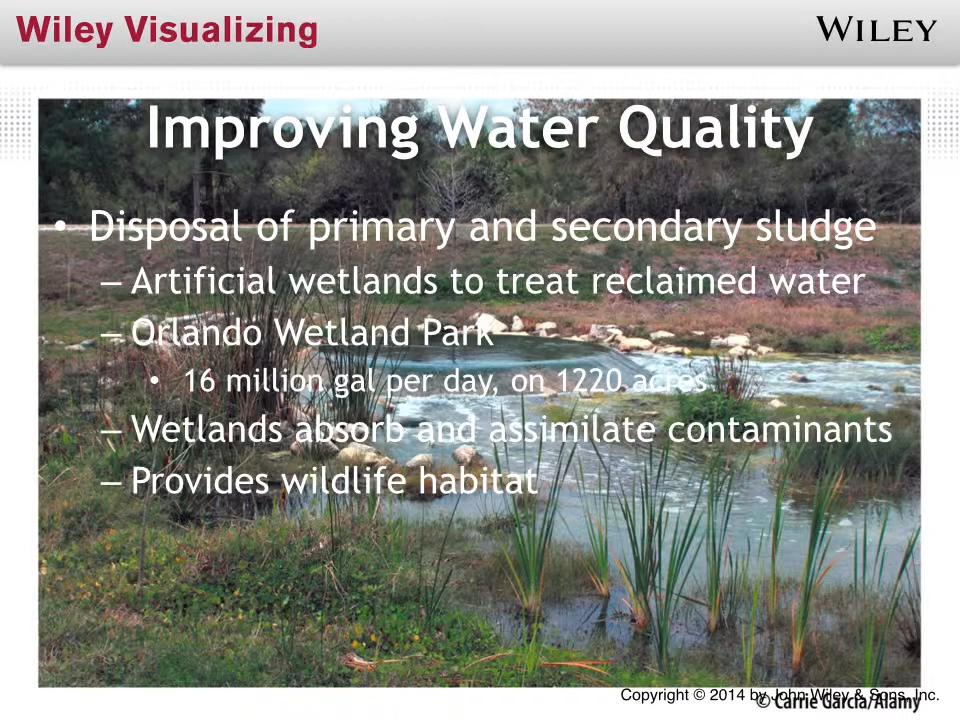 Wiley Visualizing
WILEY
Improving Water Quality
• Disposal of primary and secondary sludge
– Artificial wetlands to treat reclaimed water
– Orlando Wetland Park
• 16 million gal per day, on 1220 acres
– Wetlands absorb and assimilate contaminants
– Provides wildlife habitat
Copyright © 2014 by John Wiley & Sons, Inc.
© Carrie Garcia/Alamy